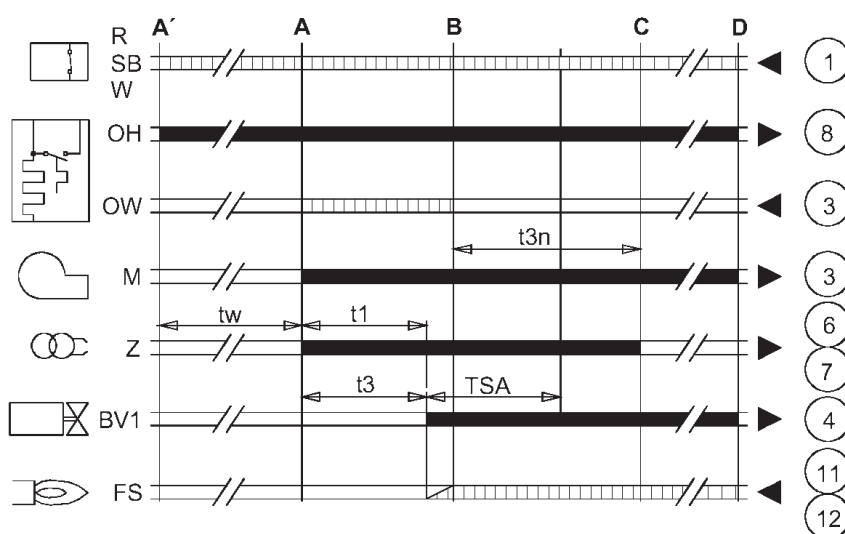 A´ A B C D
R
SB 1
W
OH 8
OW 3
t3n
M 3
tw t1 6
Z 7
t3 TSA
BV1 4
11
FS
12